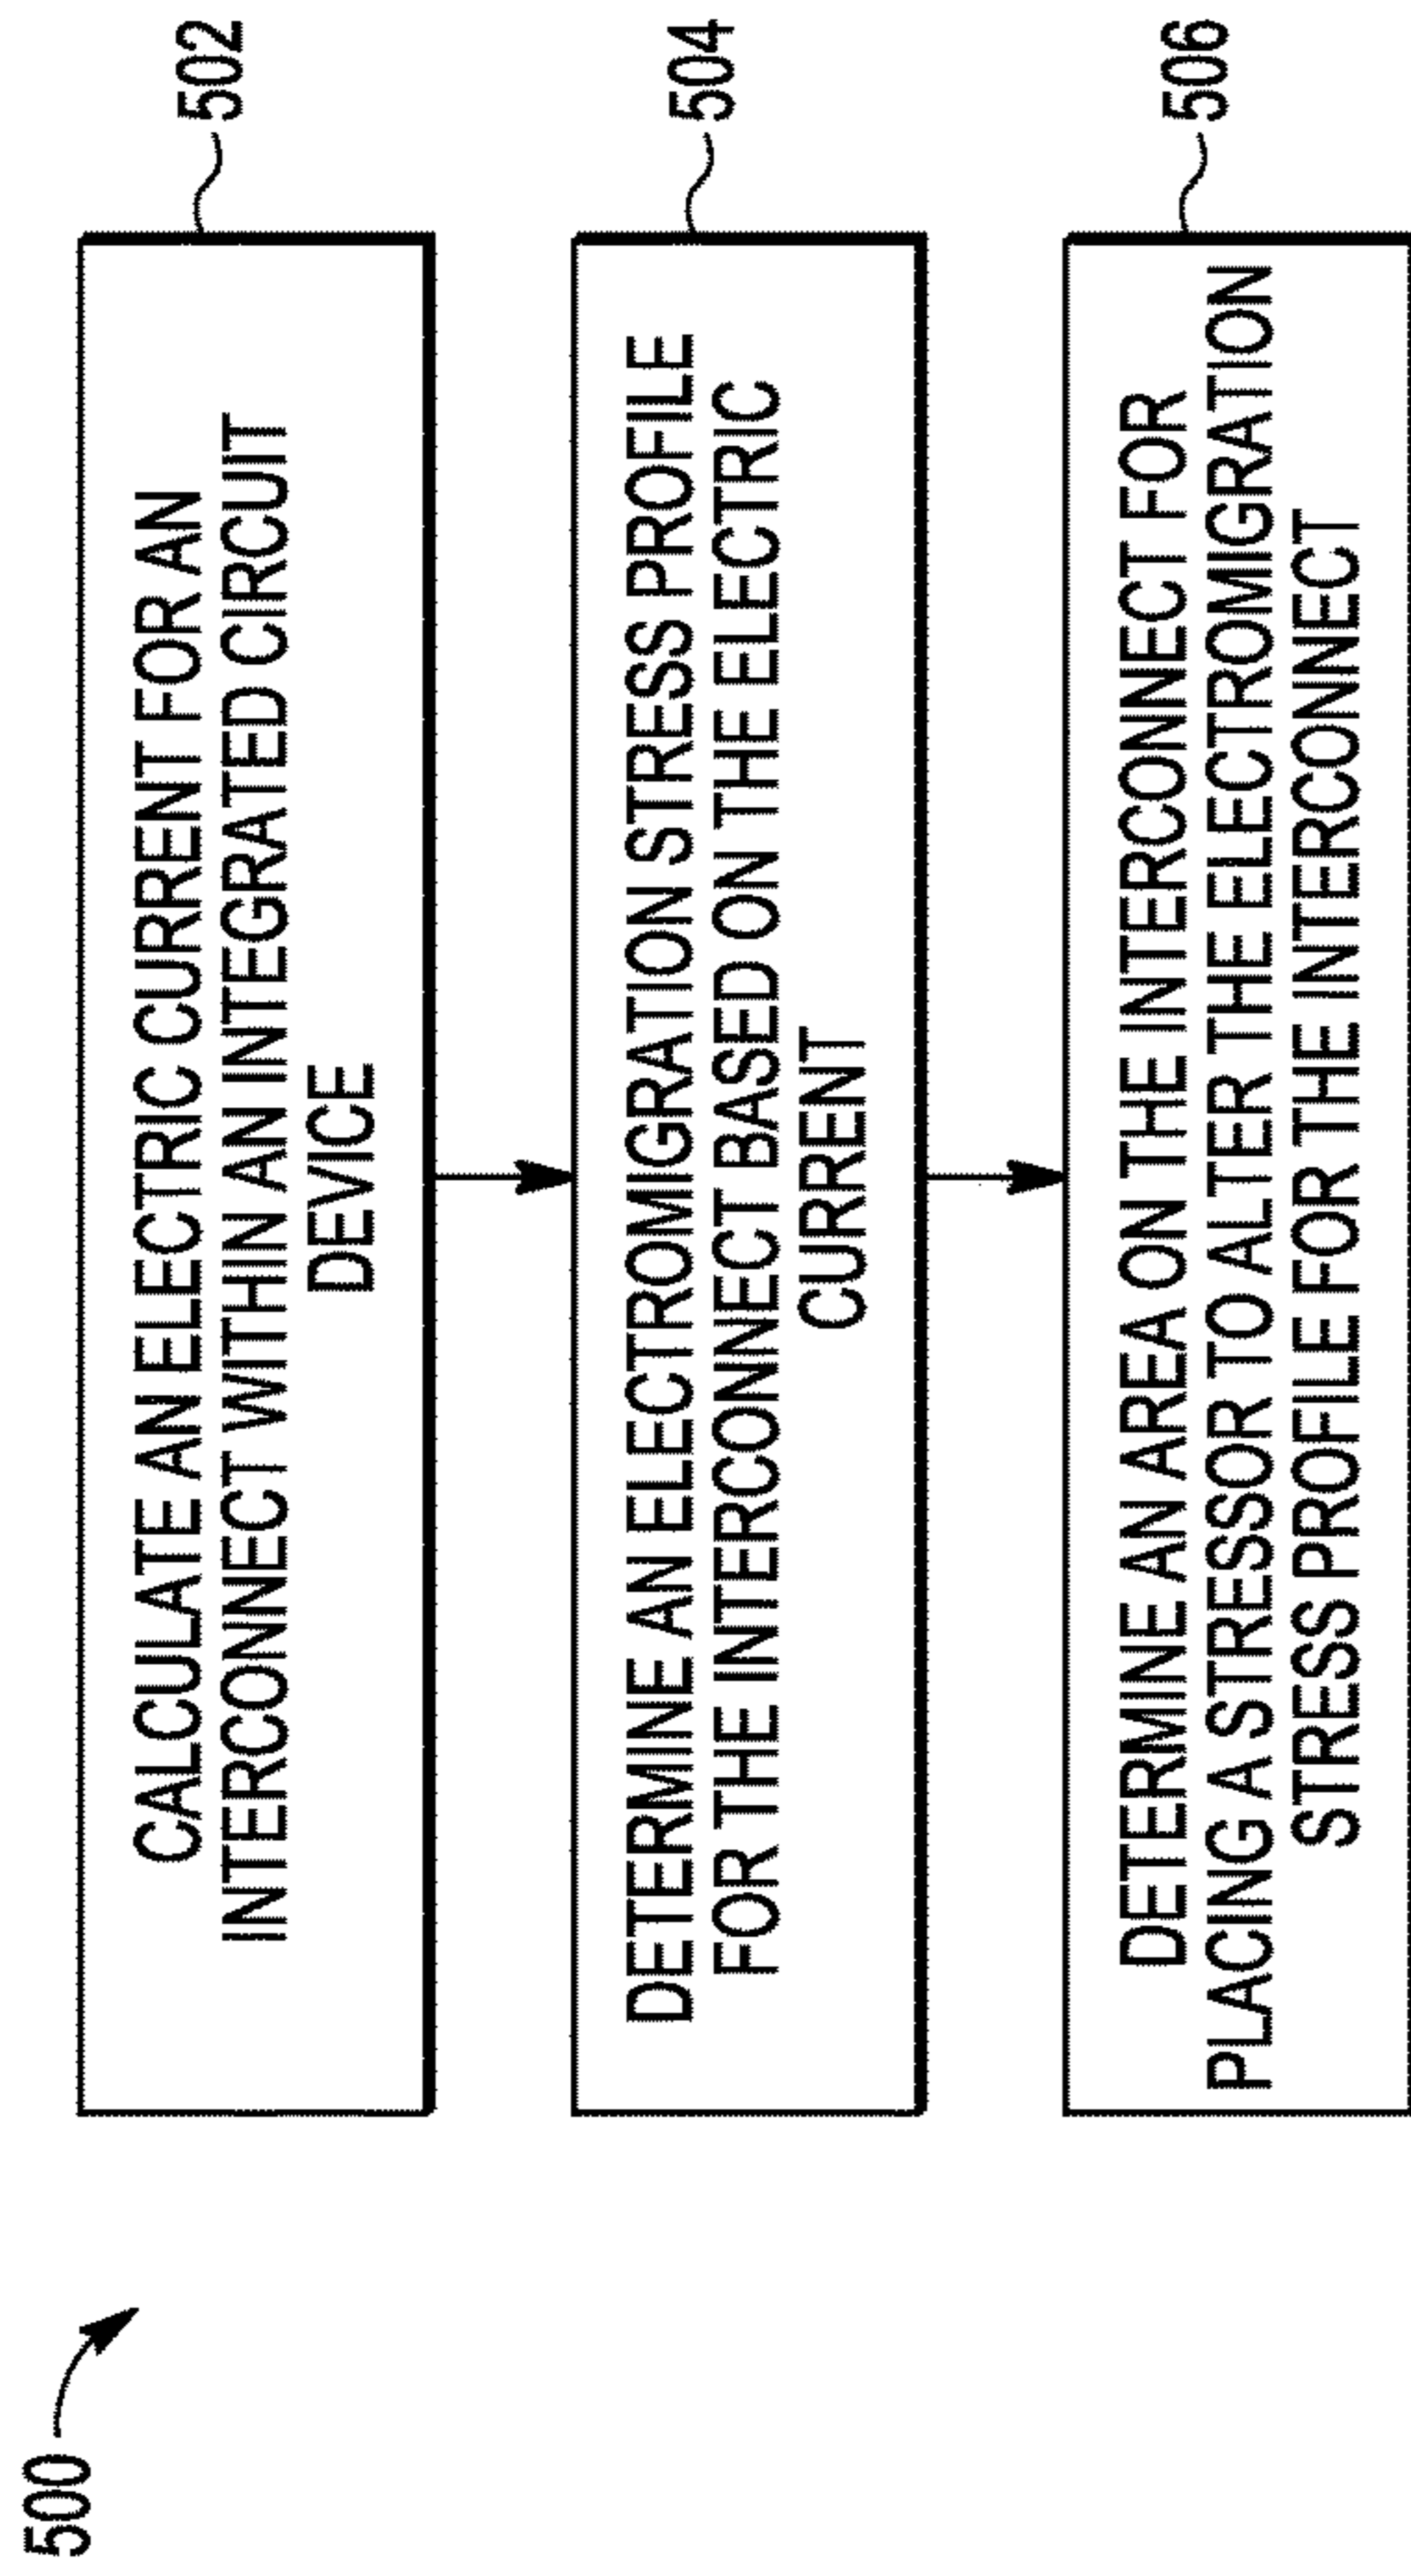 500
CALCULATE AN ELECTRIC CURRENT FOR AN
INTERCONNECT WITHIN AN INTEGRATED CIRCUIT
DEVICE
502
DETERMINE AN ELECTROMIGRATION STRESS PROFILE
FOR THE INTERCONNECT BASED ON THE ELECTRIC
CURRENT
504
DETERMINE AN AREA ON THE INTERCONNECT FOR
PLACING A STRESSOR TO ALTER THE ELECTROMIGRATION
STRESS PROFILE FOR THE INTERCONNECT
506